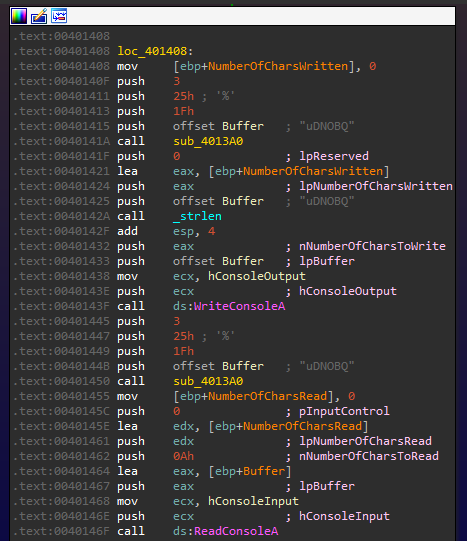 .text:00401408
.text:00401408 loc_401408:
.text:00401408 mov [ebp+NumberOfCharsWritten], 0
.text:0040140F push 3
.text:00401411 push 25h ; '%'
.text:00401413 push 1Fh
.text:00401415 push offset Buffer ; "uDNOBQ"
.text:0040141A call sub_4013A0
.text:0040141F push 0 ; lpReserved
.text:00401421 lea eax, [ebp+NumberOfCharsWritten]
.text:00401424 push eax ; lpNumberOfCharsWritten
.text:00401425 push offset Buffer ; "uDNOBQ"
.text:0040142A call _strlen
.text:0040142F add esp, 4
.text:00401432 push eax ; nNumberOfCharsToWrite
.text:00401433 push offset Buffer ; lpBuffer
.text:00401438 mov ecx, hConsoleOutput
.text:0040143E push ecx ; hConsoleOutput
.text:0040143F call ds:WriteConsoleA
.text:00401445 push 3
.text:00401447 push 25h ; '%'
.text:00401449 push 1Fh
.text:0040144B push offset Buffer ; "uDNOBQ"
.text:00401450 call sub_4013A0
.text:00401455 mov [ebp+NumberOfCharsRead], 0
.text:0040145C push 0 ; pInputControl
.text:0040145E lea edx, [ebp+NumberOfCharsRead]
.text:00401461 push edx ; lpNumberOfCharsRead
.text:00401462 push 0Ah ; nNumberOfCharsToRead
.text:00401464 lea eax, [ebp+Buffer]
.text:00401467 push eax ; lpBuffer
.text:00401468 mov ecx, hConsoleInput
.text:0040146E push ecx ; hConsoleInput
.text:0040146F call ds:ReadConsoleA